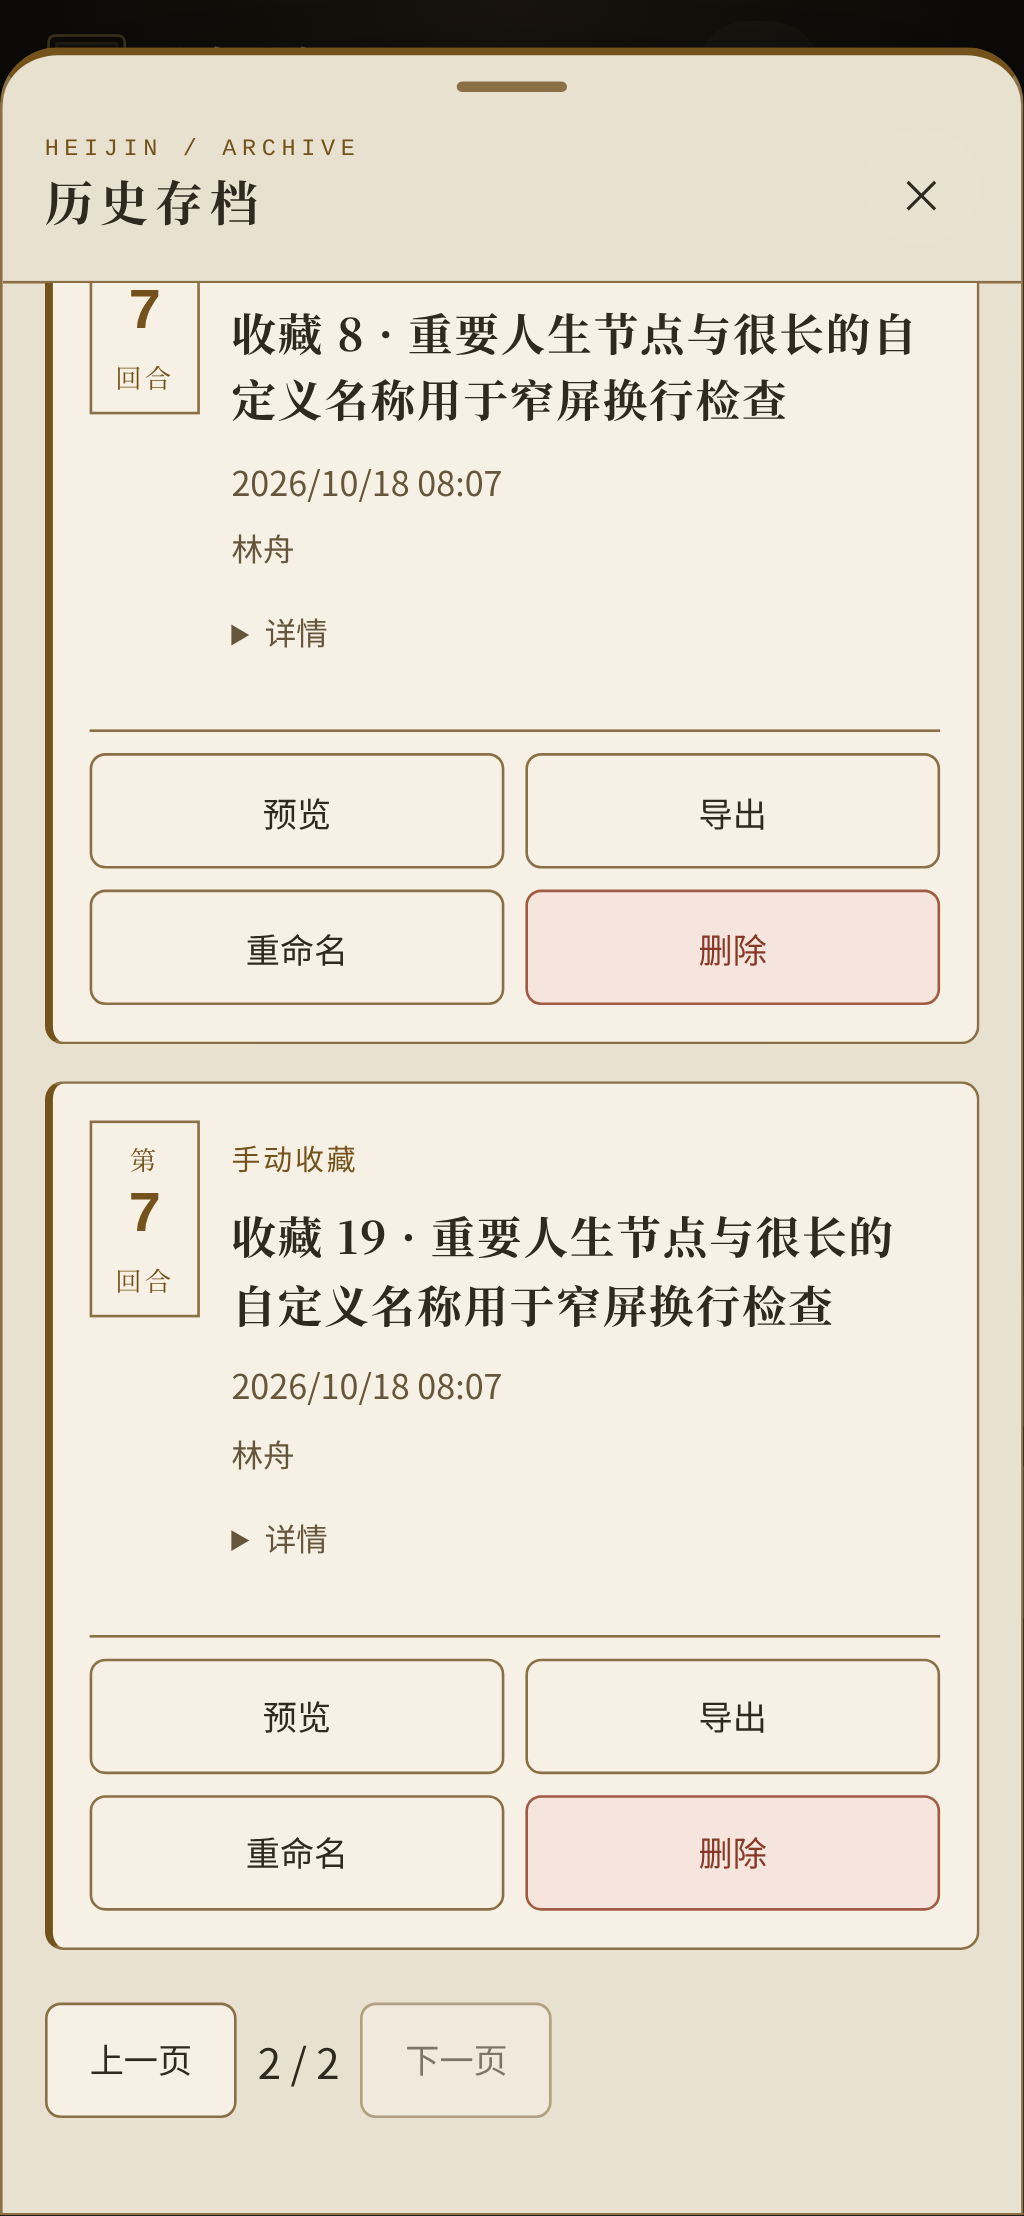 HEIJIN / ARCHIVE
历史存档
7
回合
收藏 8 · 重要人生节点与很长的自
定义名称用于窄屏换行检查
2026/10/18 08:07
林舟
▶ 详情
预览
导出
重命名
删除
第
7
回合
手动收藏
收藏 19 · 重要人生节点与很长的
自定义名称用于窄屏换行检查
2026/10/18 08:07
林舟
▶ 详情
预览
导出
重命名
删除
上一页
2 / 2
下一页